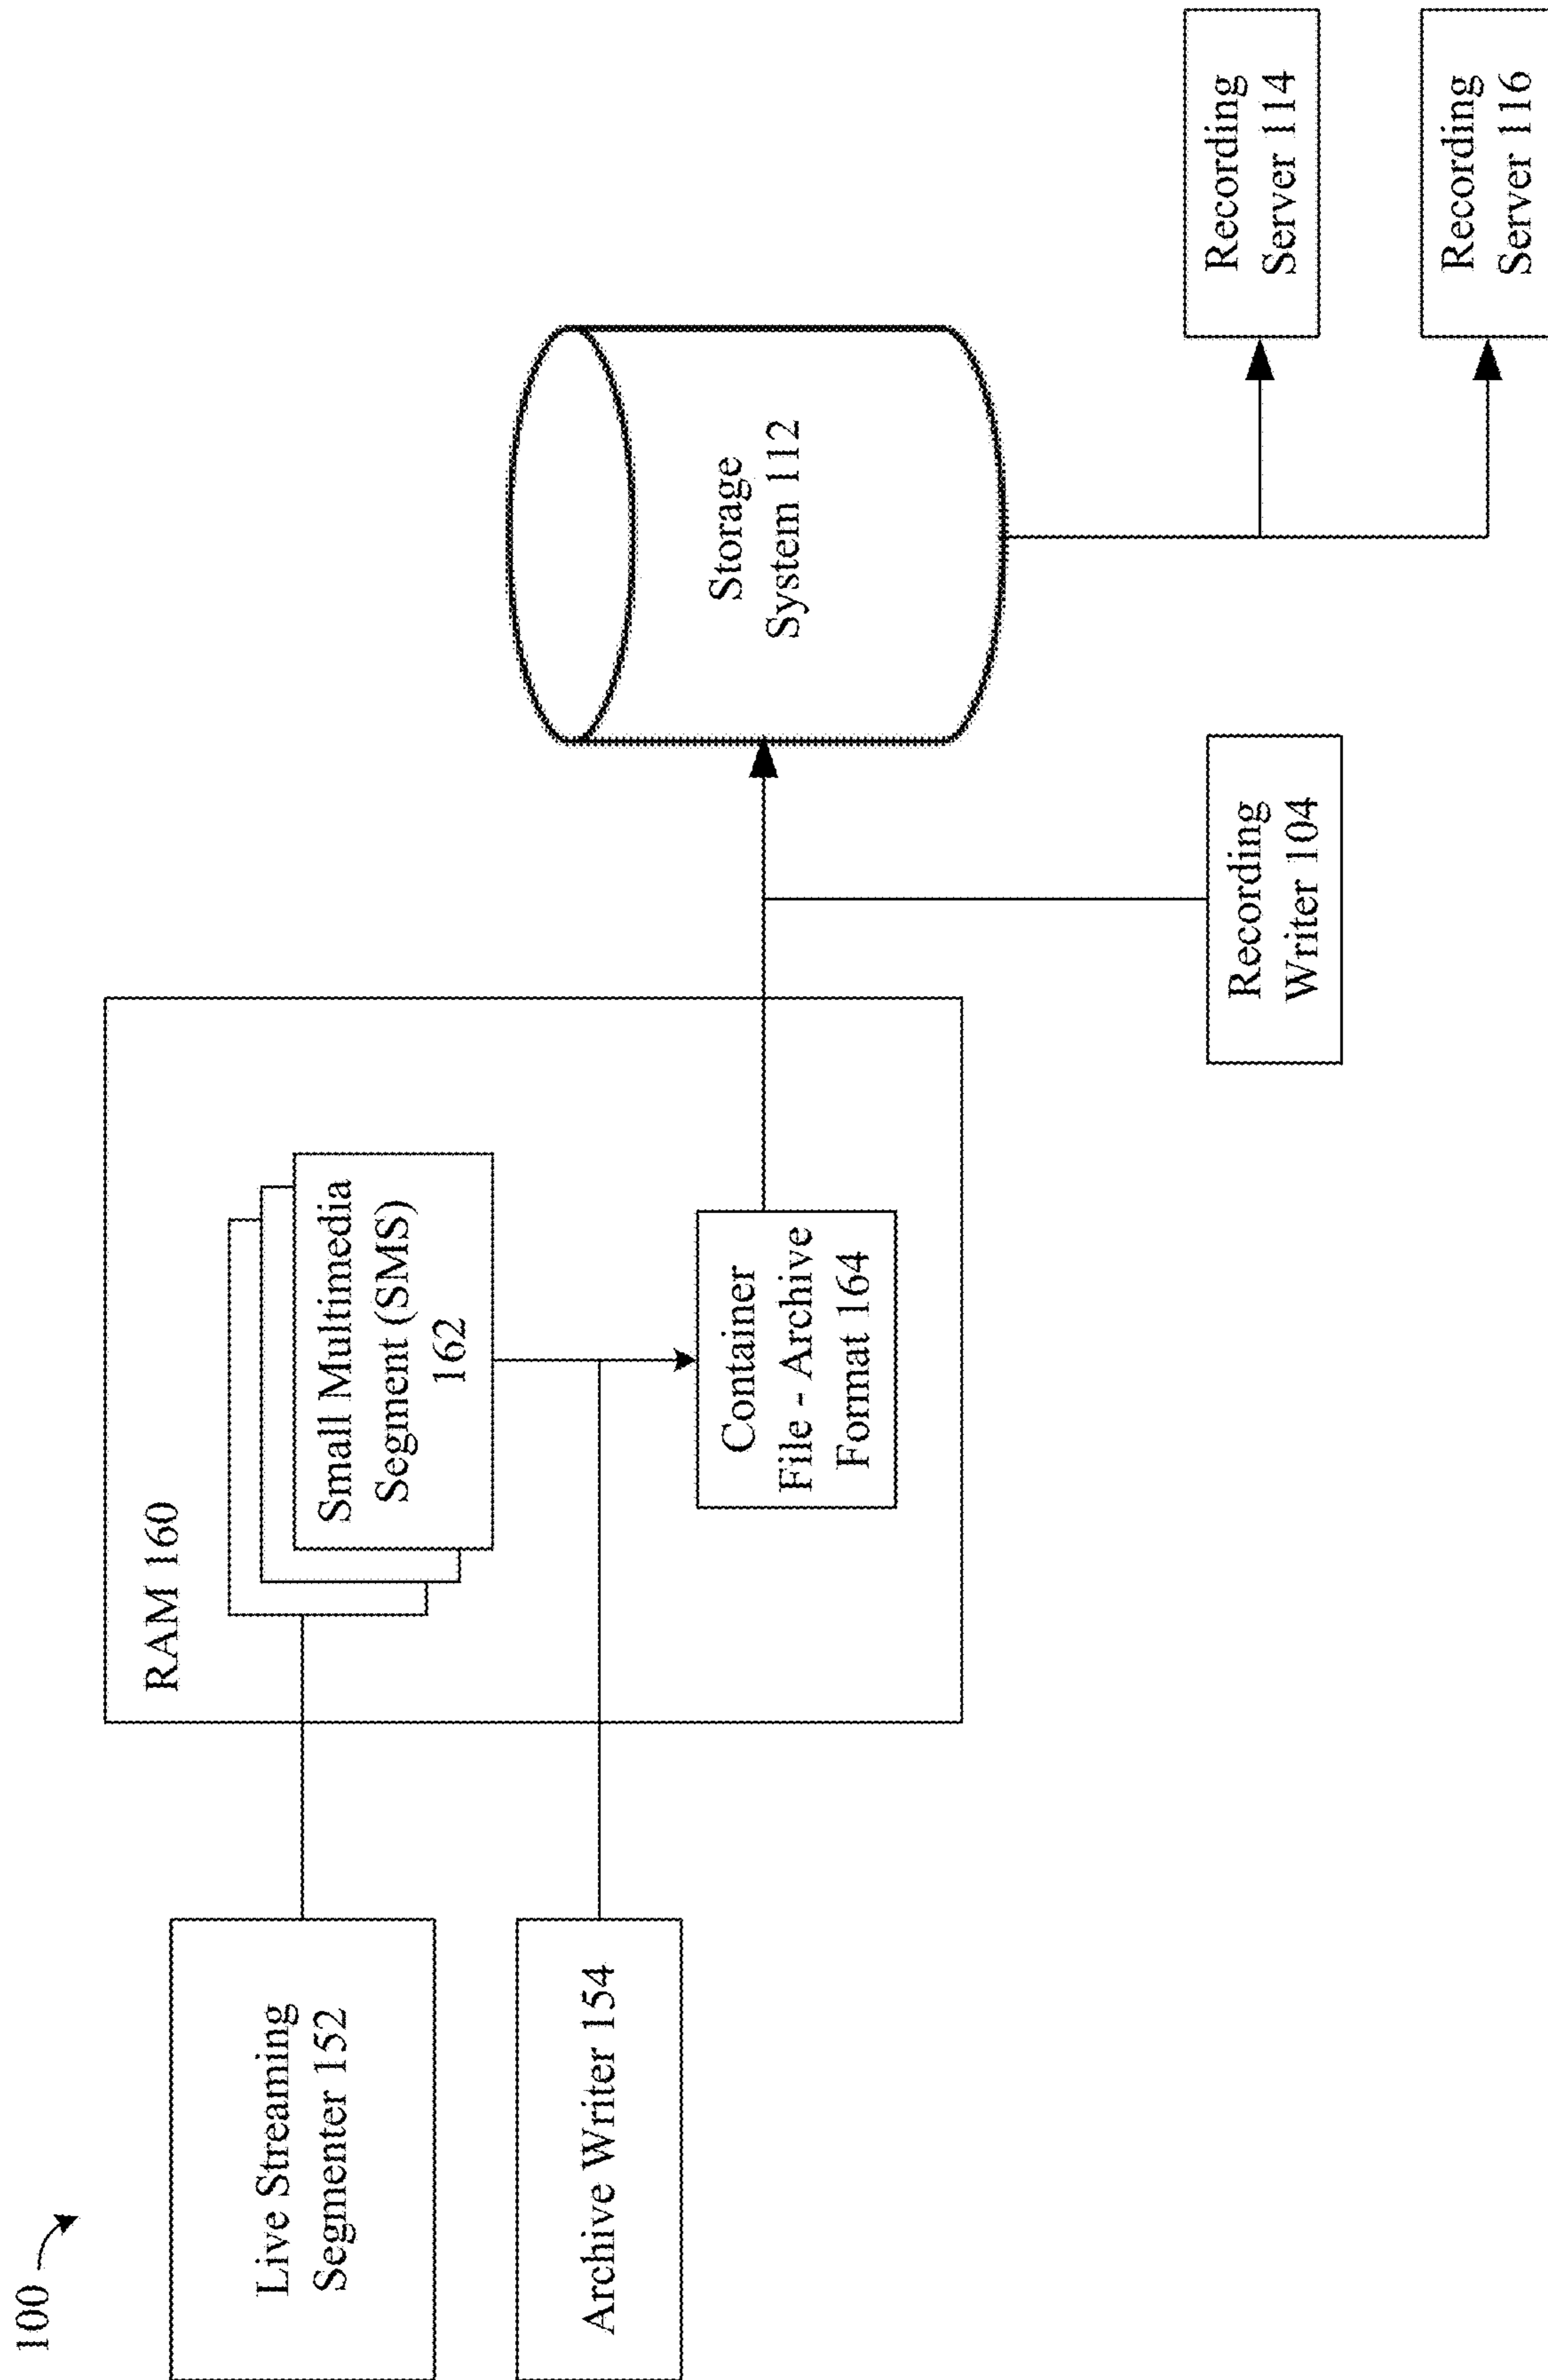 100
Live Streaming
Segmenter 152
Archive Writer 154
RAM 160
Small Multimedia
Segment (SMS)
162
Container
File - Archive
Format 164
Recording
Writer 104
Storage
System 112
Recording
Server 114
Recording
Server 116